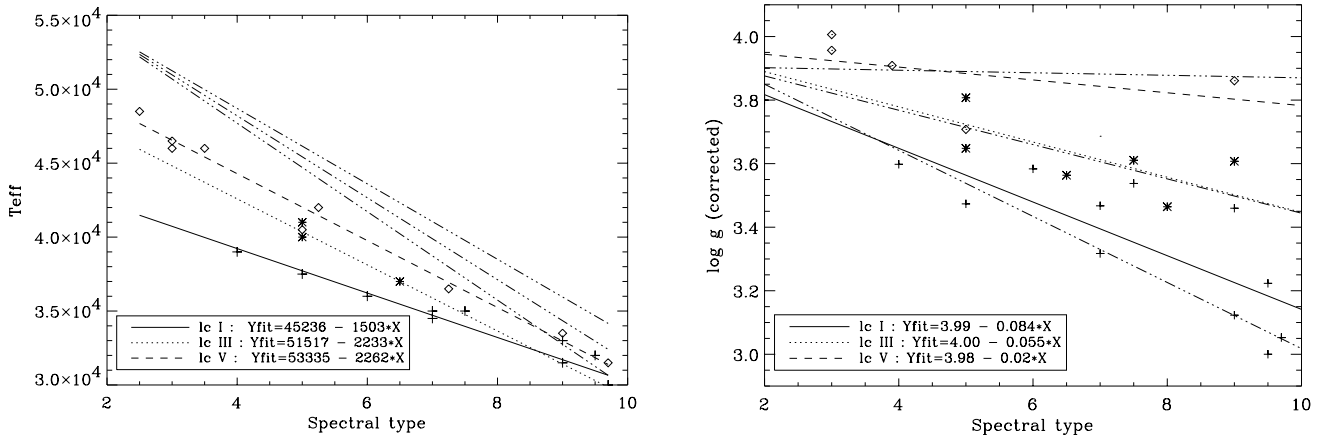 5.5×10⁴
5.0×10⁴
4.5×10⁴
4.0×10⁴
3.5×10⁴
3.0×10⁴
Teff
lc I : Yfit=45236 − 1503*X
lc III : Yfit=51517 − 2233*X
lc V : Yfit=53335 − 2262*X
2 4 6 8 10
Spectral type
4.0
3.8
3.6
3.4
3.2
3.0
log g (corrected)
lc I : Yfit=3.99 − 0.084*X
lc III : Yfit=4.00 − 0.055*X
lc V : Yfit=3.98 − 0.02*X
2 4 6 8 10
Spectral type